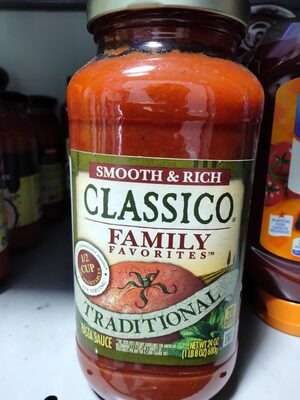 SMOOTH & RICH
CLASSICO®
FAMILY
FAVORITES™
1/2
CUP
TRADITIONAL
PASTA SAUCE
NET WT 24 OZ
(1 LB 8 OZ) 680g